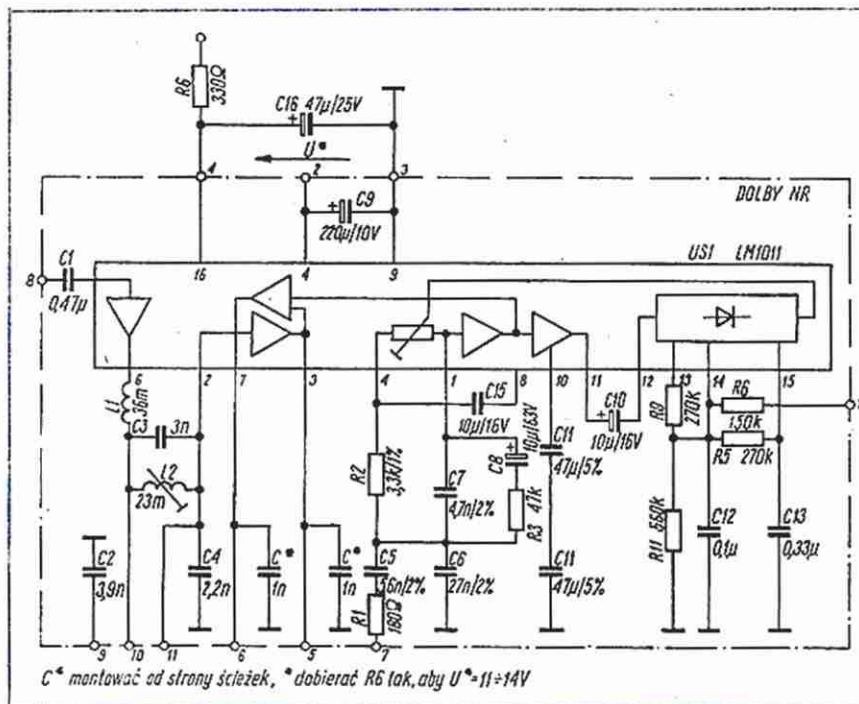 R6
330Ω
C16 47μ/25V
U*
4
2
3
C9
220μ/10V
DOLBY NR
US1 LM1011
16
4
9
C1
8
0,47μ
6
2
7
3
4
1
8
10
11
12
13
14
15
L1
36m
C3
3n
L2
23m
C2
3,9n
C4
2,2n
C*
1n
C*
1n
R2
3,3k/1%
C15
10μ/16V
C7
4,7n/2%
C8
10μ/63V
R3
47k
C5
5,6n/2%
C6
27n/2%
R1
180Ω
C11
47μ/5%
C11
47μ/5%
C10
10μ/16V
270k
R6
150k
R5
270k
R11
560k
C12
0,1μ
C13
0,33μ
9
10
11
6
5
7
C* montować od strony ścieżek, * dobierać R6 tak, aby U*=11÷14V